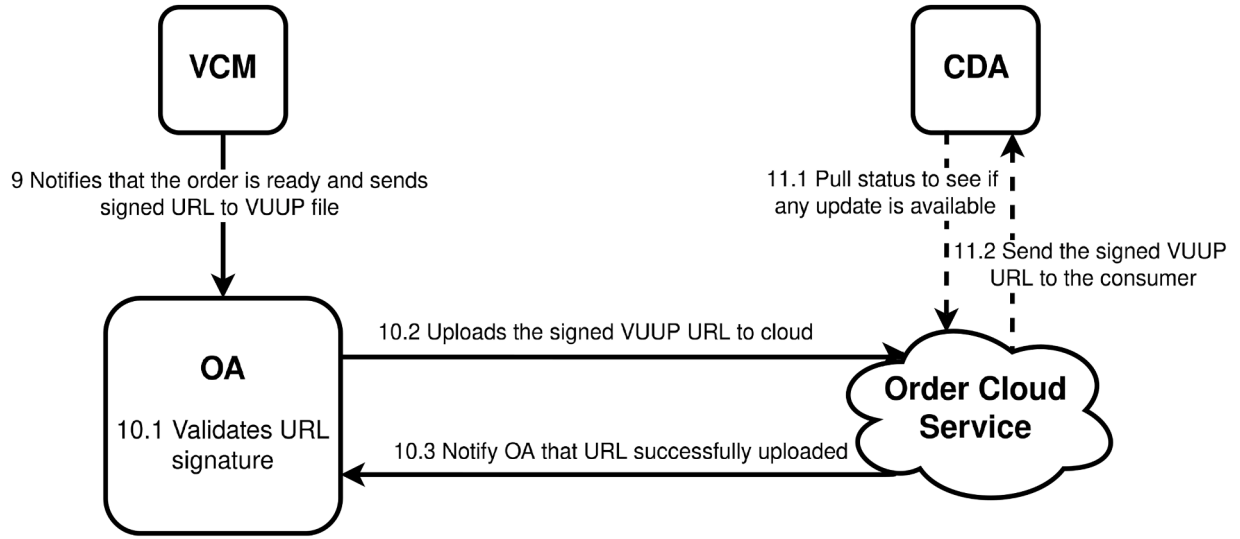 VCM
CDA
9 Notifies that the order is ready and sends
signed URL to VUUP file
11.1 Pull status to see if
any update is available
11.2 Send the signed VUUP
URL to the consumer
OA
10.1 Validates URL
signature
10.2 Uploads the signed VUUP URL to cloud
Order Cloud
Service
10.3 Notify OA that URL successfully uploaded